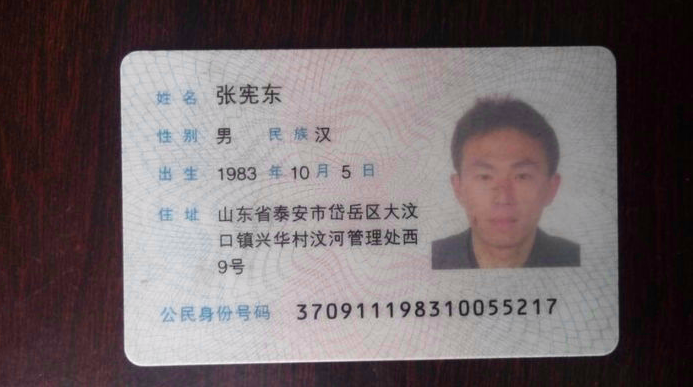 姓名 张宪东
性别 男 民族 汉
出生 1983 年 10 月 5 日
住址 山东省泰安市岱岳区大汶
口镇兴华村汶河管理处西
9号
公民身份号码 370911198310055217